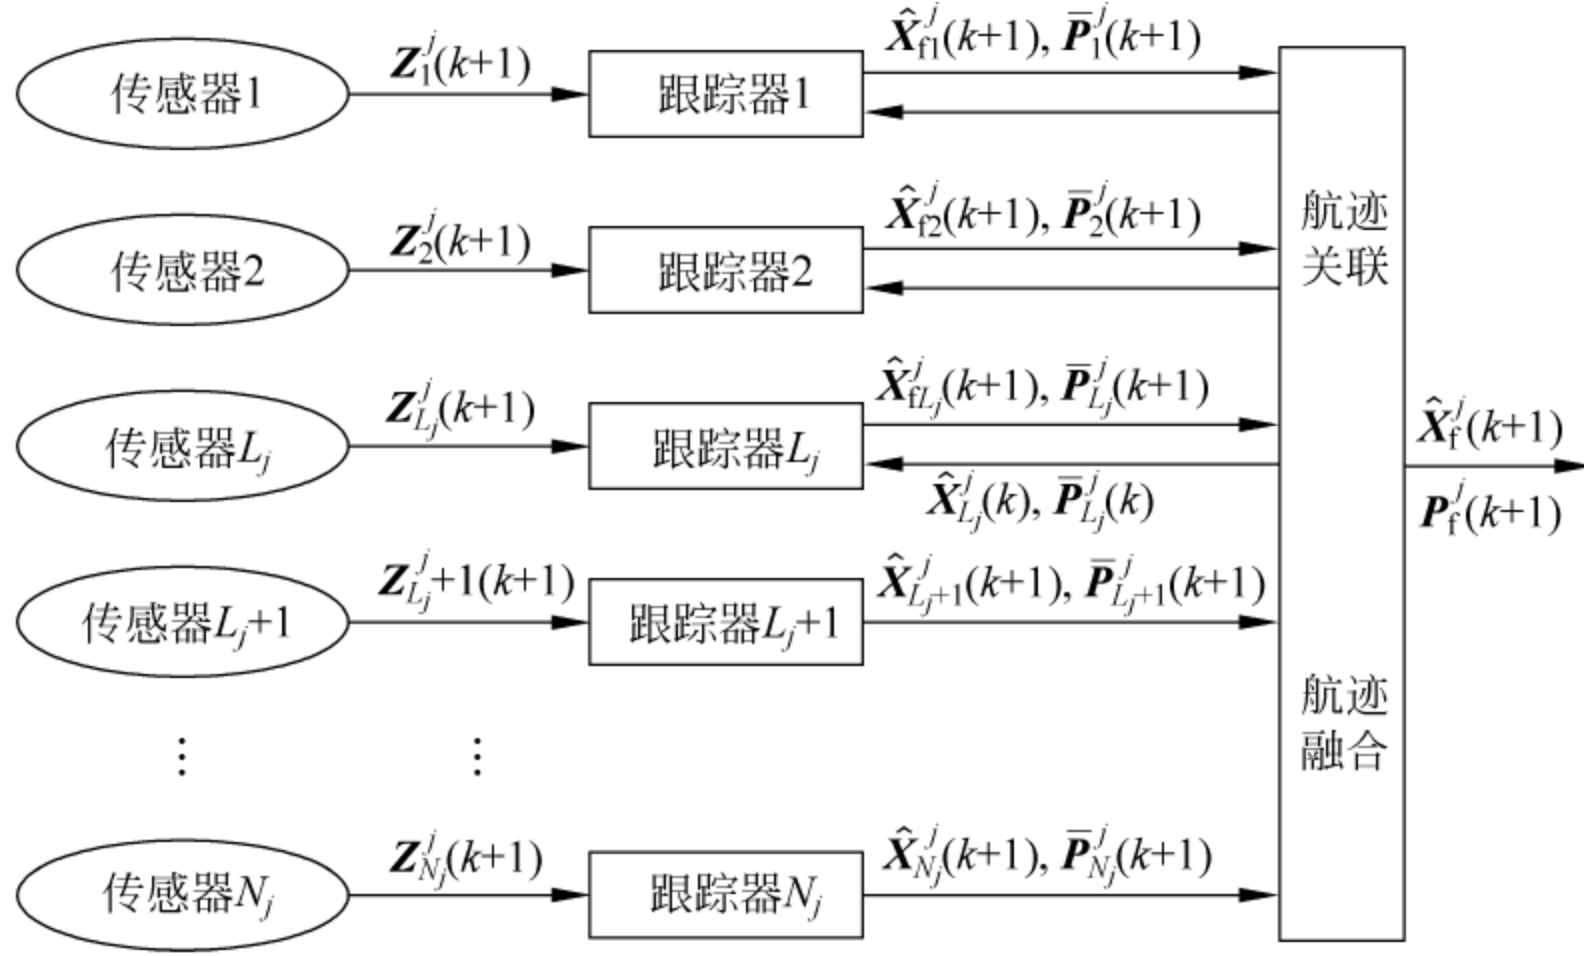 传感器1
Z₁ʲ(k+1)
跟踪器1
X̂_f1^j(k+1), P̄_1^j(k+1)
传感器2
Z₂ʲ(k+1)
跟踪器2
X̂_f2^j(k+1), P̄_2^j(k+1)
航迹
关联
传感器L_j
Z_{L_j}^j(k+1)
跟踪器L_j
X̂_{fL_j}^j(k+1), P̄_{L_j}^j(k+1)
X̂_{L_j}^j(k), P̄_{L_j}^j(k)
X̂_f^j(k+1)
P_f^j(k+1)
传感器L_j+1
Z_{L_j}^j+1(k+1)
跟踪器L_j+1
X̂_{L_j+1}^j(k+1), P̄_{L_j+1}^j(k+1)
航迹
融合
⋮
⋮
传感器N_j
Z_{N_j}^j(k+1)
跟踪器N_j
X̂_{N_j}^j(k+1), P̄_{N_j}^j(k+1)